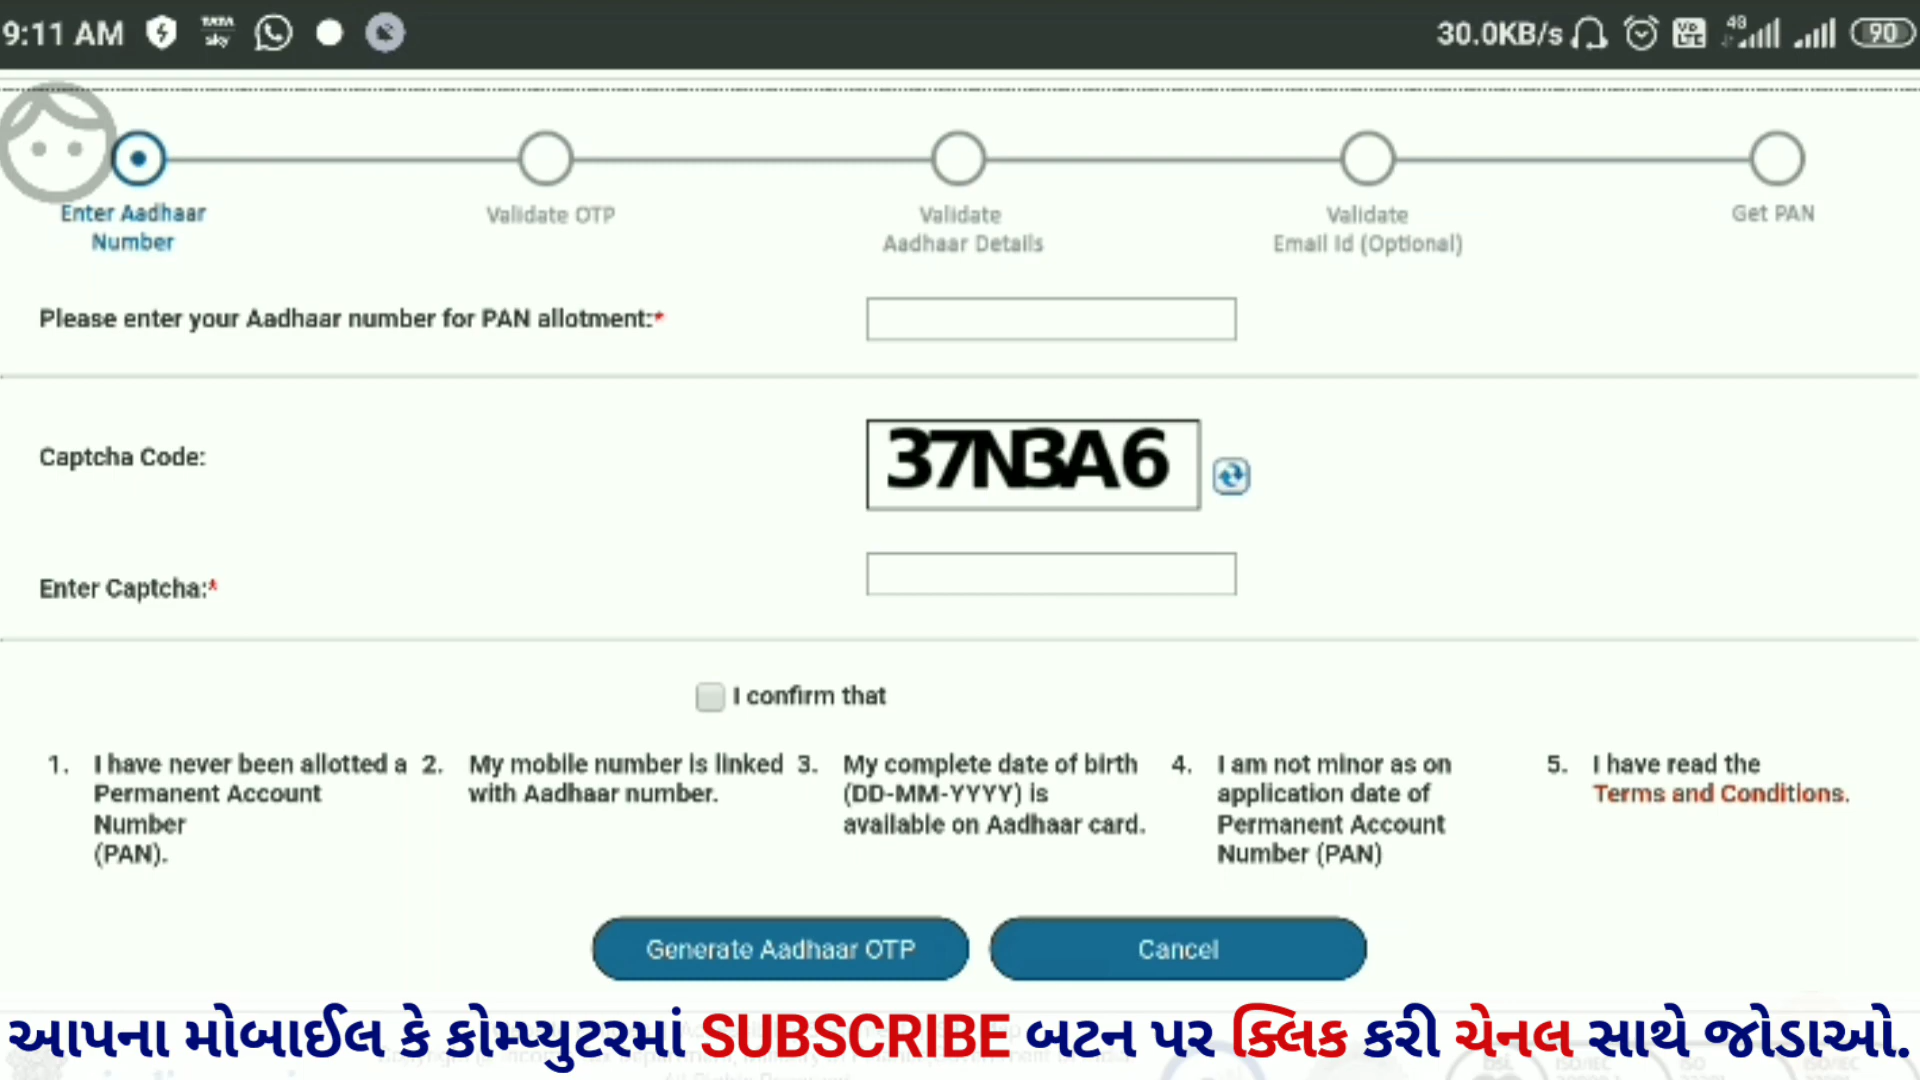 9:11 AM TATA sky 30.0KB/s VoLTE 4G 90
Enter Aadhaar
Number
Validate OTP
Validate
Aadhaar Details
Validate
Email Id (Optional)
Get PAN
Please enter your Aadhaar number for PAN allotment:*
Captcha Code:
37N3A6
Enter Captcha:*
I confirm that
1. I have never been allotted a
Permanent Account
Number
(PAN).
2. My mobile number is linked
with Aadhaar number.
3. My complete date of birth
(DD-MM-YYYY) is
available on Aadhaar card.
4. I am not minor as on
application date of
Permanent Account
Number (PAN)
5. I have read the
Terms and Conditions.
Generate Aadhaar OTP
Cancel
આપના મોબાઈલ કે કોમ્પ્યુટરમાં SUBSCRIBE બટન પર ક્લિક કરી ચેનલ સાથે જોડાઓ.